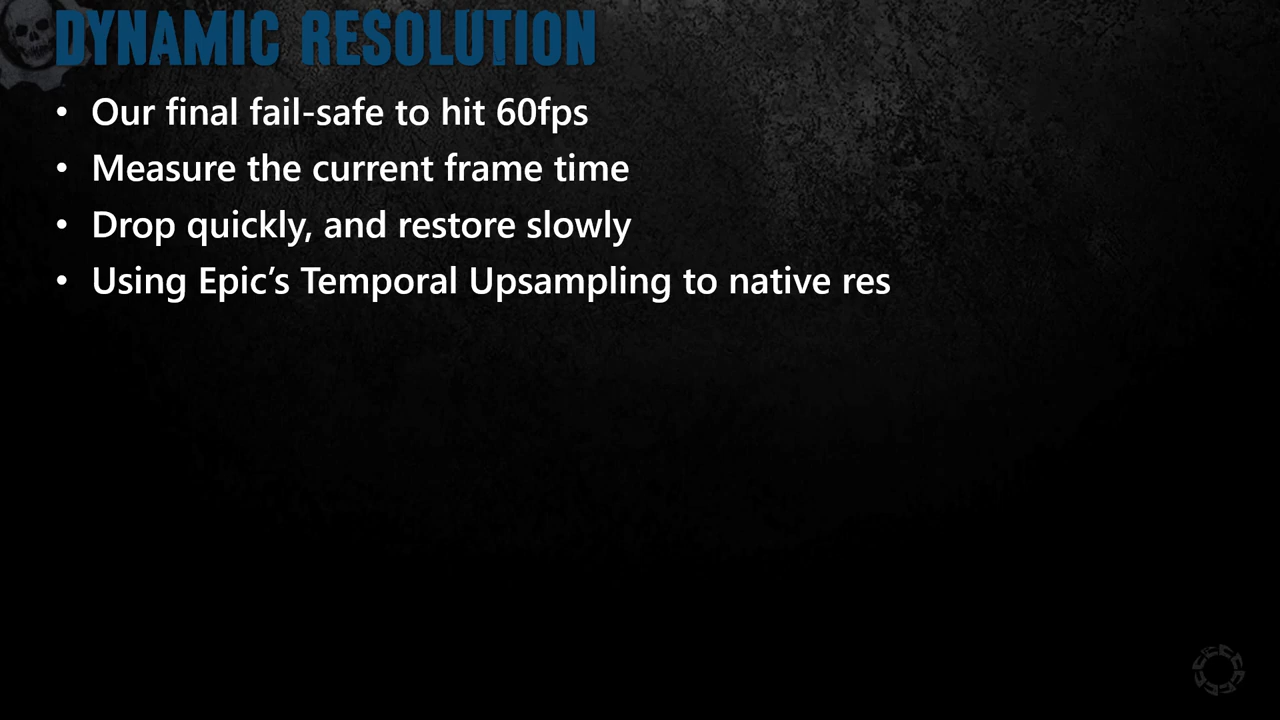 DYNAMIC RESOLUTION
• Our final fail-safe to hit 60fps
• Measure the current frame time
• Drop quickly, and restore slowly
• Using Epic’s Temporal Upsampling to native res